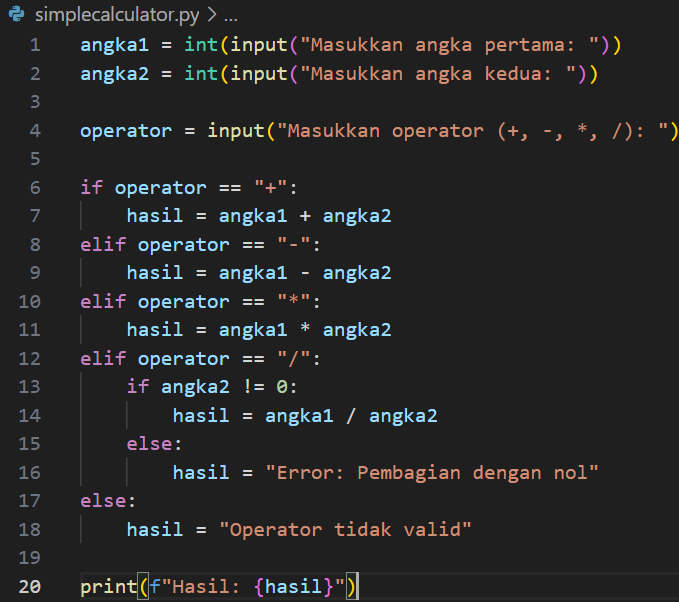 simplecalculator.py > ...
1 angka1 = int(input("Masukkan angka pertama: "))
2 angka2 = int(input("Masukkan angka kedua: "))
3
4 operator = input("Masukkan operator (+, -, *, /): ")
5
6 if operator == "+":
7     hasil = angka1 + angka2
8 elif operator == "-":
9     hasil = angka1 - angka2
10 elif operator == "*":
11     hasil = angka1 * angka2
12 elif operator == "/":
13     if angka2 != 0:
14         hasil = angka1 / angka2
15     else:
16         hasil = "Error: Pembagian dengan nol"
17 else:
18     hasil = "Operator tidak valid"
19
20 print(f"Hasil: {hasil}")